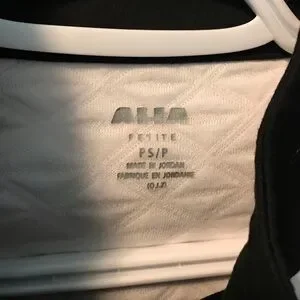 ALIA
PETITE
PS/P
MADE IN JORDAN
FABRIQUE EN JORDANIE
(Q.I.Z)